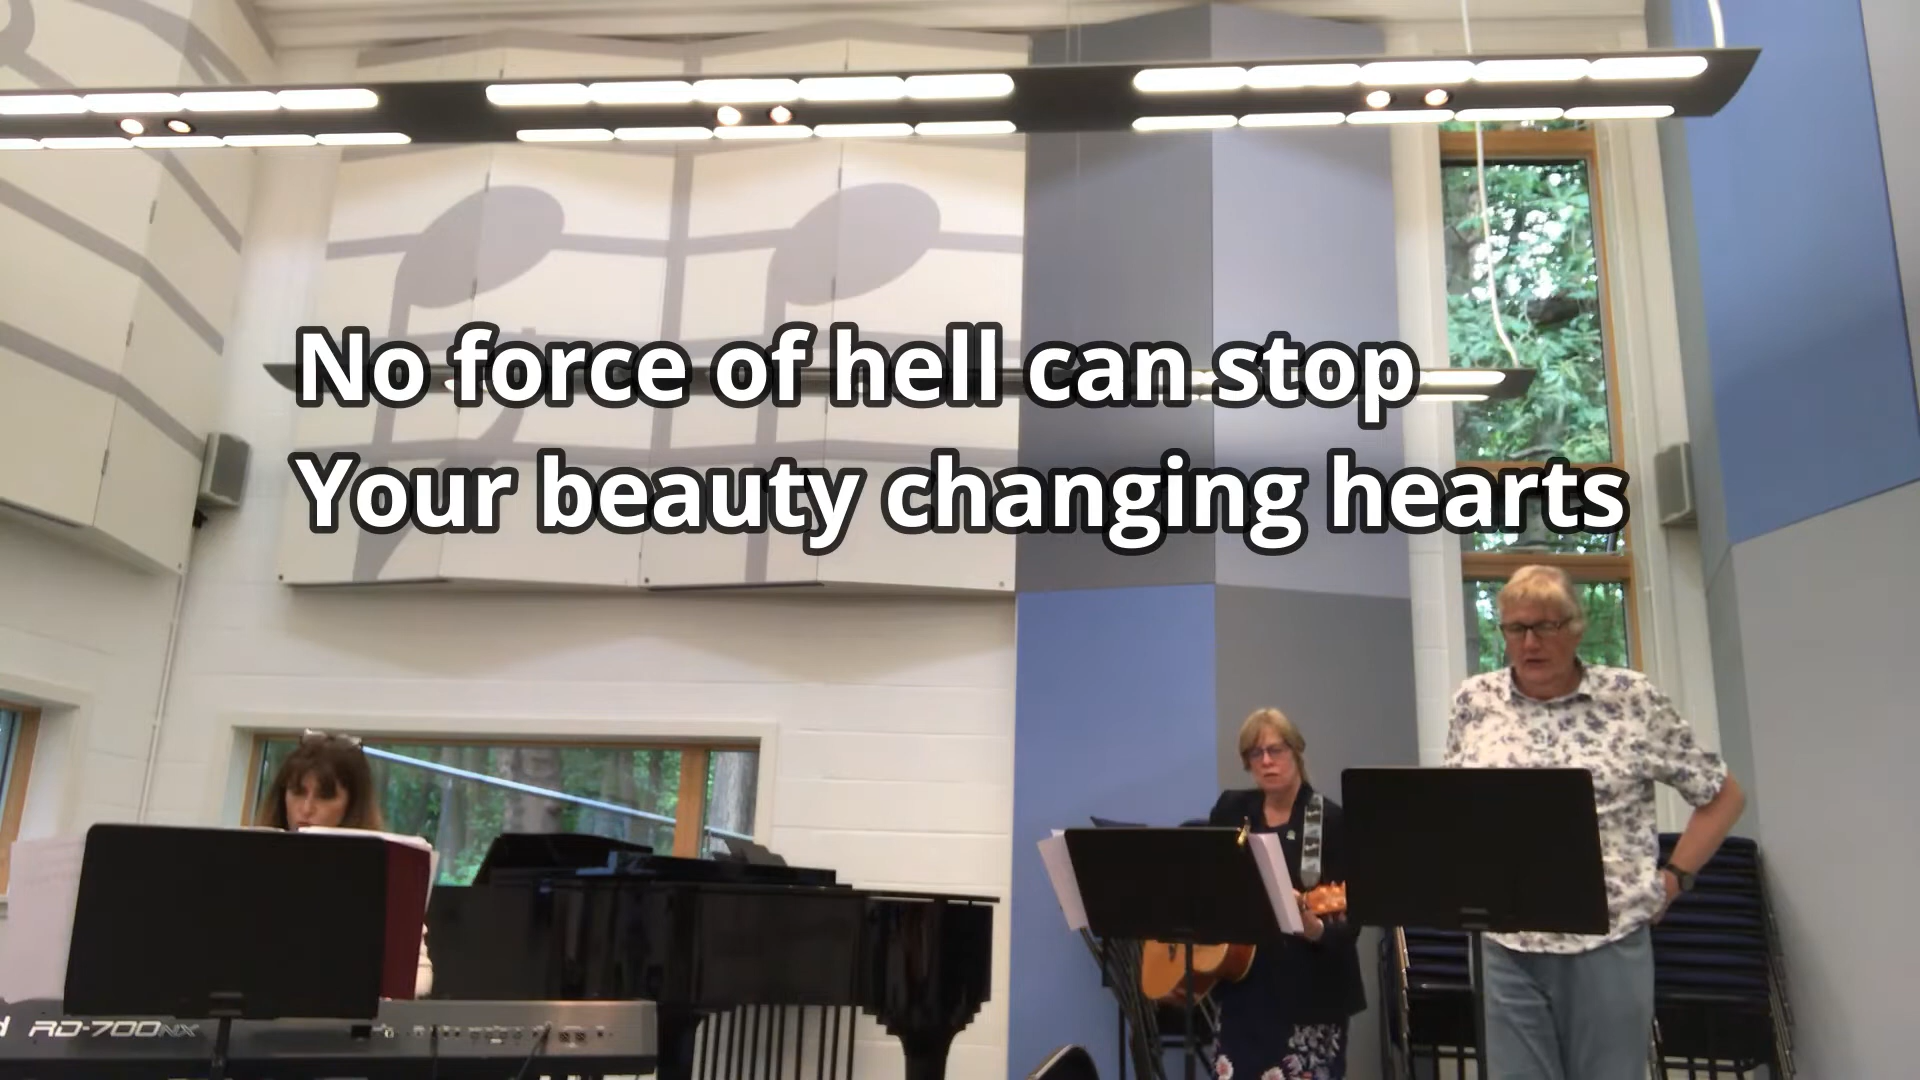 No force of hell can stop
Your beauty changing hearts
RD-700NX